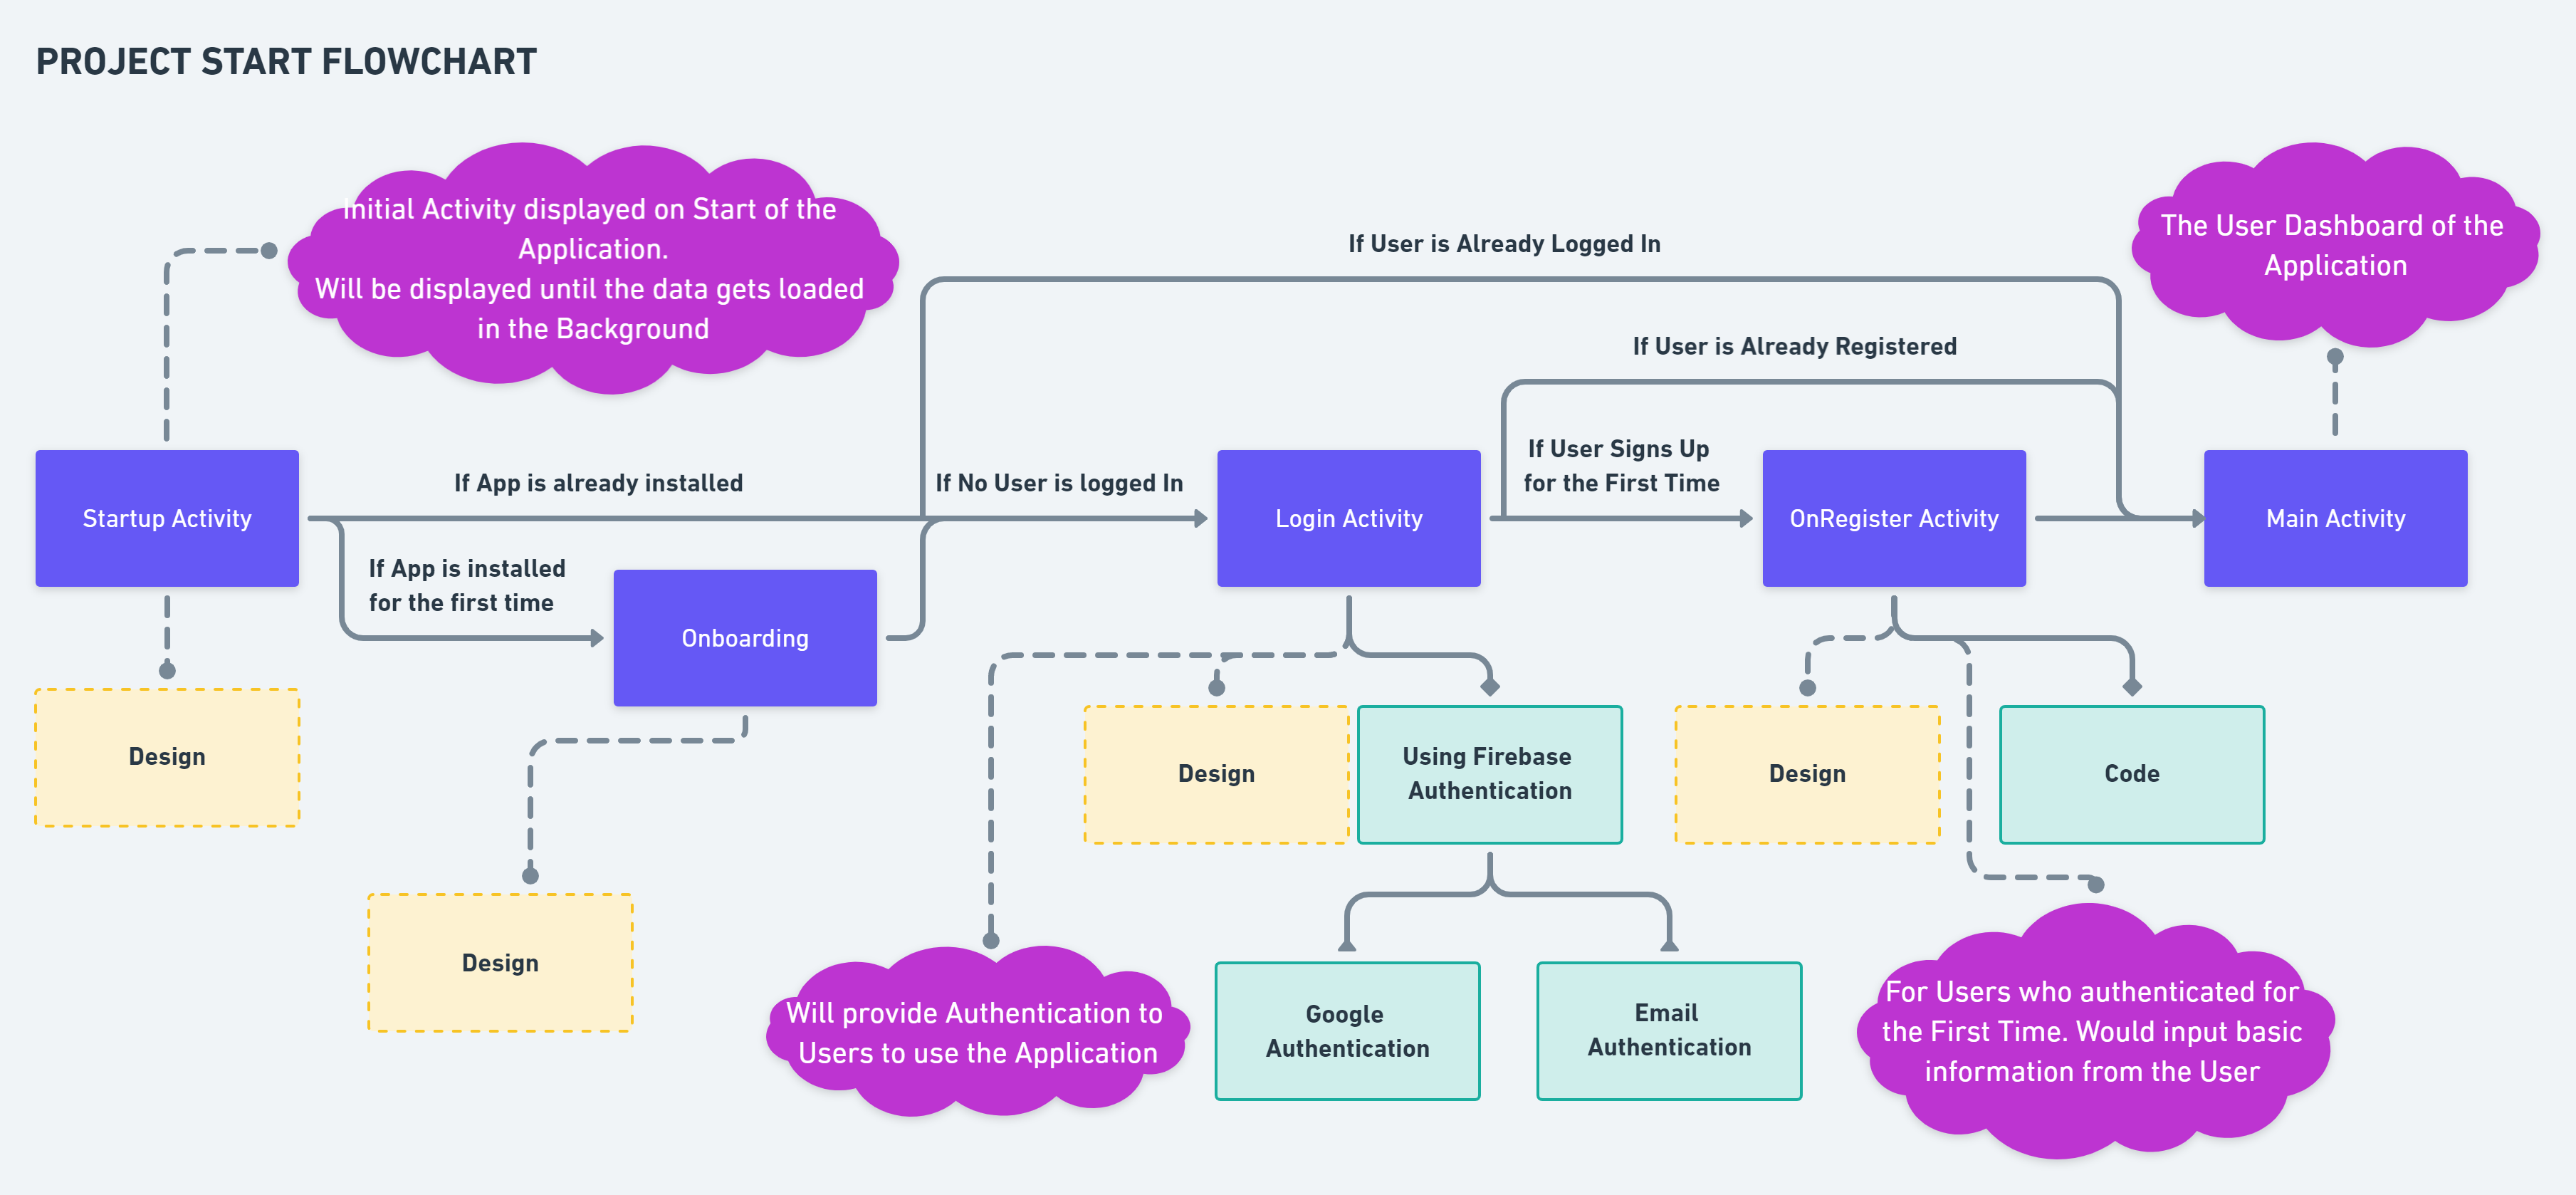 PROJECT START FLOWCHART
Initial Activity displayed on Start of the
Application.
Will be displayed until the data gets loaded
in the Background
The User Dashboard of the
Application
If User is Already Logged In
If User is Already Registered
If User Signs Up
for the First Time
If App is already installed
If No User is logged In
Startup Activity
Login Activity
OnRegister Activity
Main Activity
If App is installed
for the first time
Onboarding
Design
Design
Using Firebase
Authentication
Design
Code
Design
Will provide Authentication to
Users to use the Application
Google
Authentication
Email
Authentication
For Users who authenticated for
the First Time. Would input basic
information from the User